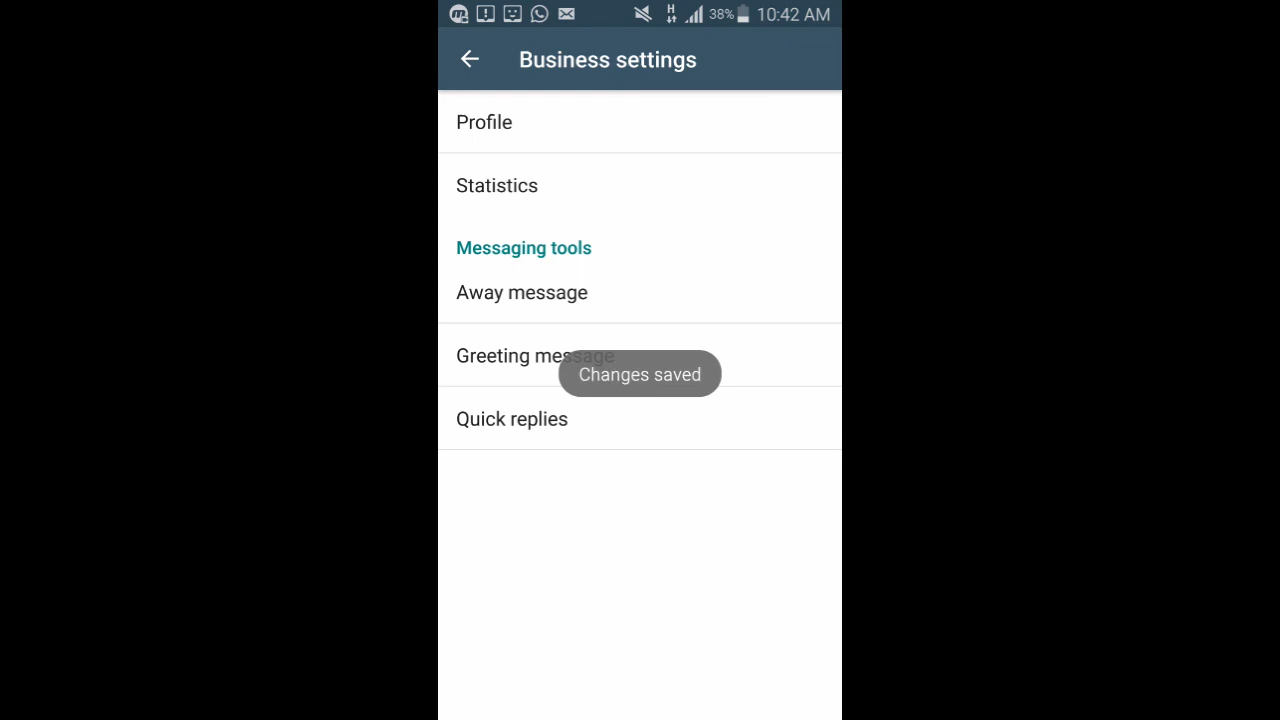 38% 10:42 AM
Business settings
Profile
Statistics
Messaging tools
Away message
Greeting message
Changes saved
Quick replies